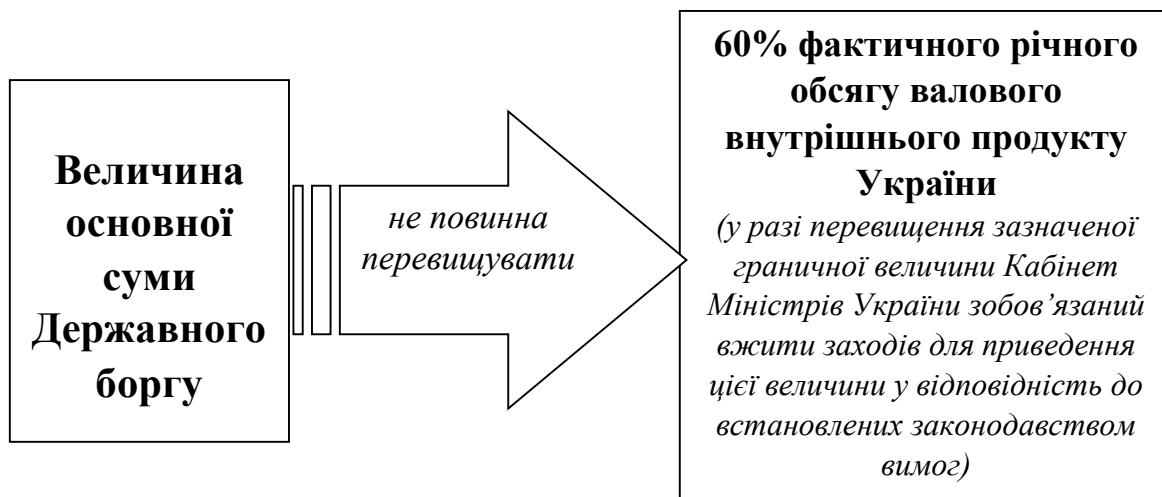 Величина
основної
суми
Державного
боргу
не повинна
перевищувати
60% фактичного річного
обсягу валового
внутрішнього продукту
України
(у разі перевищення зазначеної
граничної величини Кабінет
Міністрів України зобов’язаний
вжити заходів для приведення
цієї величини у відповідність до
встановлених законодавством
вимог)